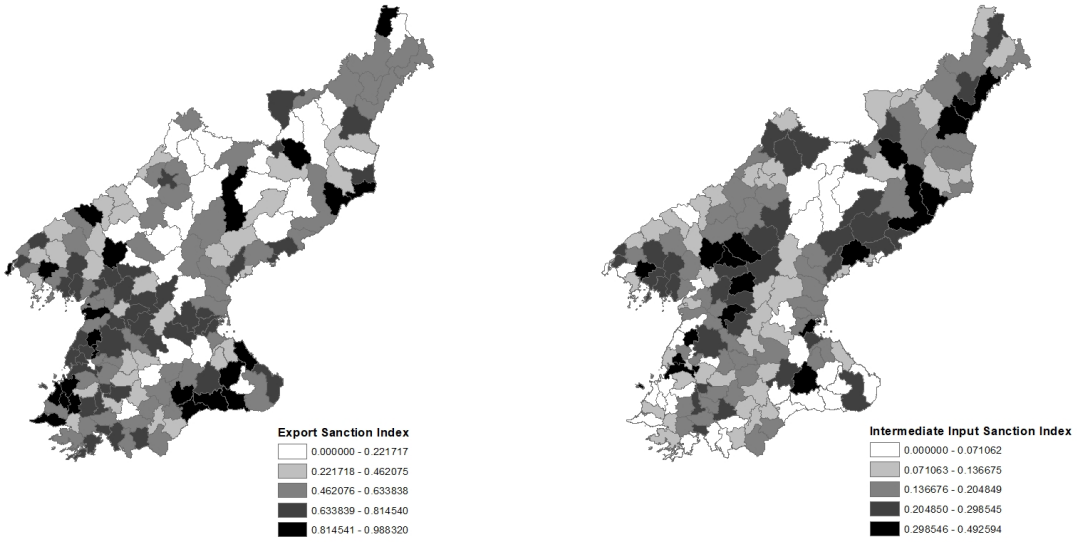 Export Sanction Index
0.000000 - 0.221717
0.221718 - 0.462075
0.462076 - 0.633838
0.633839 - 0.814540
0.814541 - 0.988320
Intermediate Input Sanction Index
0.000000 - 0.071062
0.071063 - 0.136675
0.136676 - 0.204849
0.204850 - 0.298545
0.298546 - 0.492594